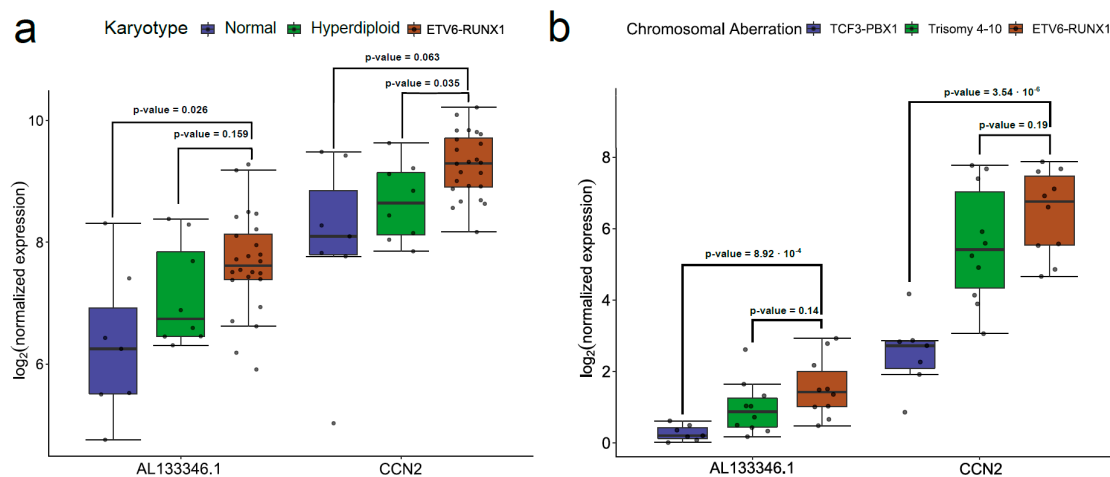 a
Karyotype Normal Hyperdiploid ETV6-RUNX1
p-value = 0.063
p-value = 0.035
p-value = 0.026
p-value = 0.159
log2(normalized expression)
10
8
6
AL133346.1 CCN2
b
Chromosomal Aberration TCF3-PBX1 Trisomy 4-10 ETV6-RUNX1
p-value = 3.54 · 10⁻⁶
p-value = 0.19
p-value = 8.92 · 10⁻⁴
p-value = 0.14
log₂(normalized expression)
8
6
4
2
0
AL133346.1 CCN2